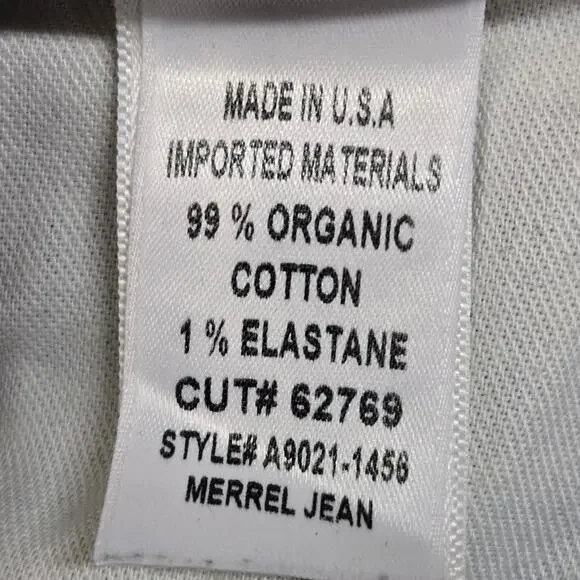 MADE IN U.S.A
IMPORTED MATERIALS
99 % ORGANIC
COTTON
1 % ELASTANE
CUT# 62769
STYLE# A9021-1456
MERREL JEAN